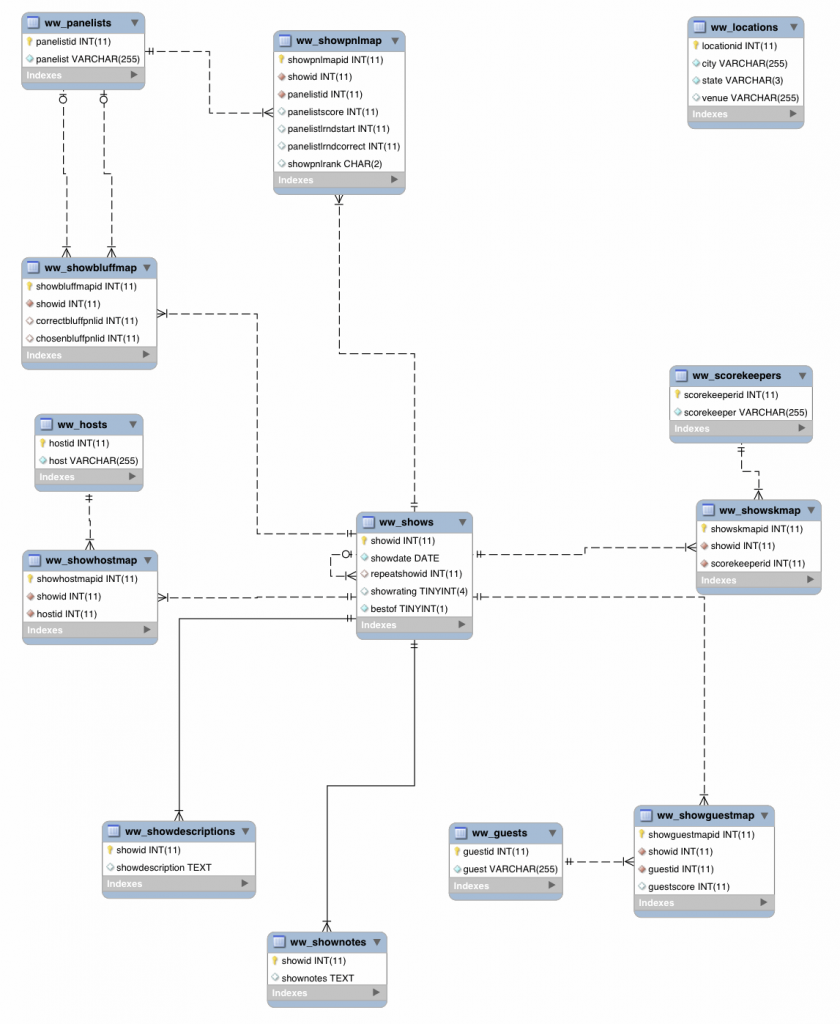 ww_panelists
panelistid INT(11)
panelist VARCHAR(255)
Indexes
ww_showpnlmap
showpnlmapid INT(11)
showid INT(11)
panelistid INT(11)
panelistscore INT(11)
panelistlrndstart INT(11)
panelistlrndcorrect INT(11)
showpnlrank CHAR(2)
Indexes
ww_locations
locationid INT(11)
city VARCHAR(255)
state VARCHAR(3)
venue VARCHAR(255)
Indexes
ww_showbluffmap
showbluffmapid INT(11)
showid INT(11)
correctbluffpnlid INT(11)
chosenbluffpnlid INT(11)
Indexes
ww_scorekeepers
scorekeeperid INT(11)
scorekeeper VARCHAR(255)
Indexes
ww_hosts
hostid INT(11)
host VARCHAR(255)
Indexes
ww_showskmap
showskmapid INT(11)
showid INT(11)
scorekeeperid INT(11)
Indexes
ww_shows
showid INT(11)
showdate DATE
repeatshowid INT(11)
showrating TINYINT(4)
bestof TINYINT(1)
Indexes
ww_showhostmap
showhostmapid INT(11)
showid INT(11)
hostid INT(11)
Indexes
ww_showdescriptions
showid INT(11)
showdescription TEXT
Indexes
ww_guests
guestid INT(11)
guest VARCHAR(255)
Indexes
ww_showguestmap
showguestmapid INT(11)
showid INT(11)
guestid INT(11)
guestscore INT(11)
Indexes
ww_shownotes
showid INT(11)
shownotes TEXT
Indexes